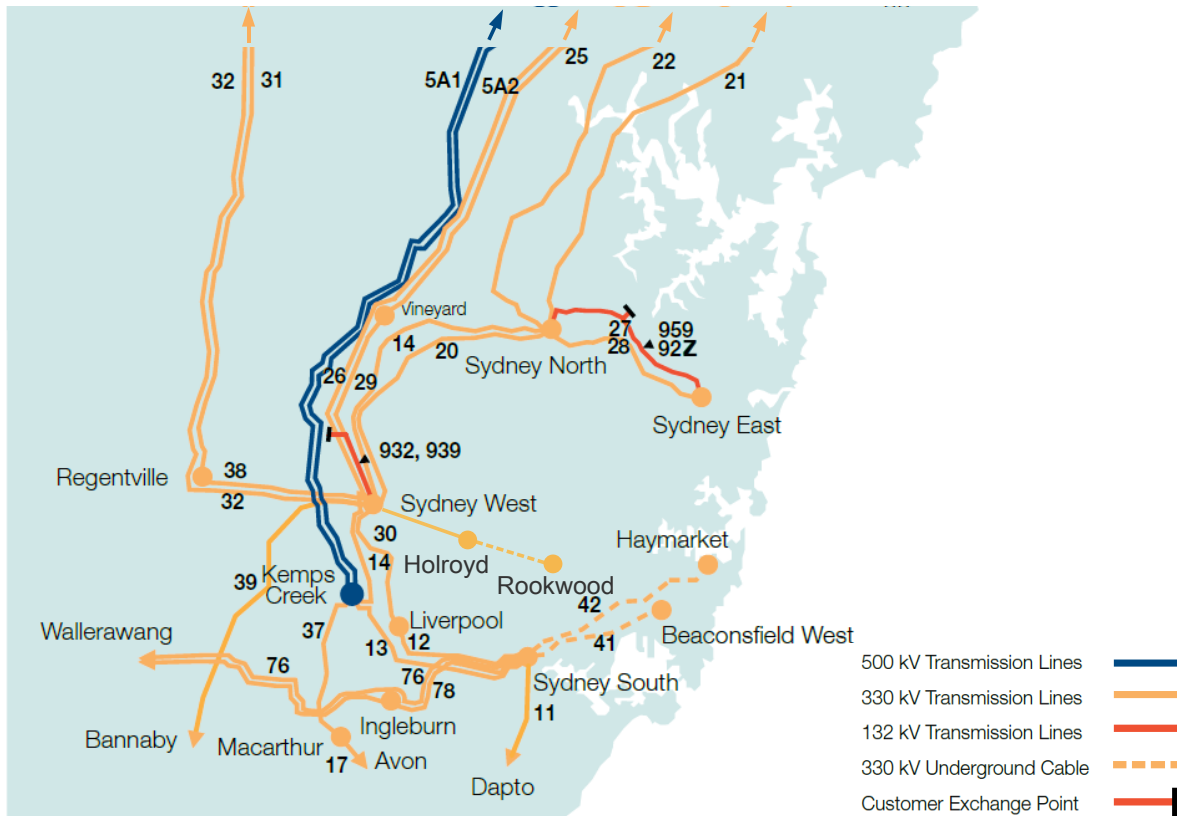 32
31
5A1
5A2
25
22
21
Vineyard
14
20
27
28
959
92Z
Sydney North
26
29
Sydney East
932, 939
Regentville
38
32
Sydney West
30
14
Holroyd
Rookwood
Haymarket
39
Kemps
Creek
42
Liverpool
12
41
Beaconsfield West
Wallerawang
37
13
76
76
78
Sydney South
11
Ingleburn
Bannaby
Macarthur
17
Avon
Dapto
500 kV Transmission Lines
330 kV Transmission Lines
132 kV Transmission Lines
330 kV Underground Cable
Customer Exchange Point